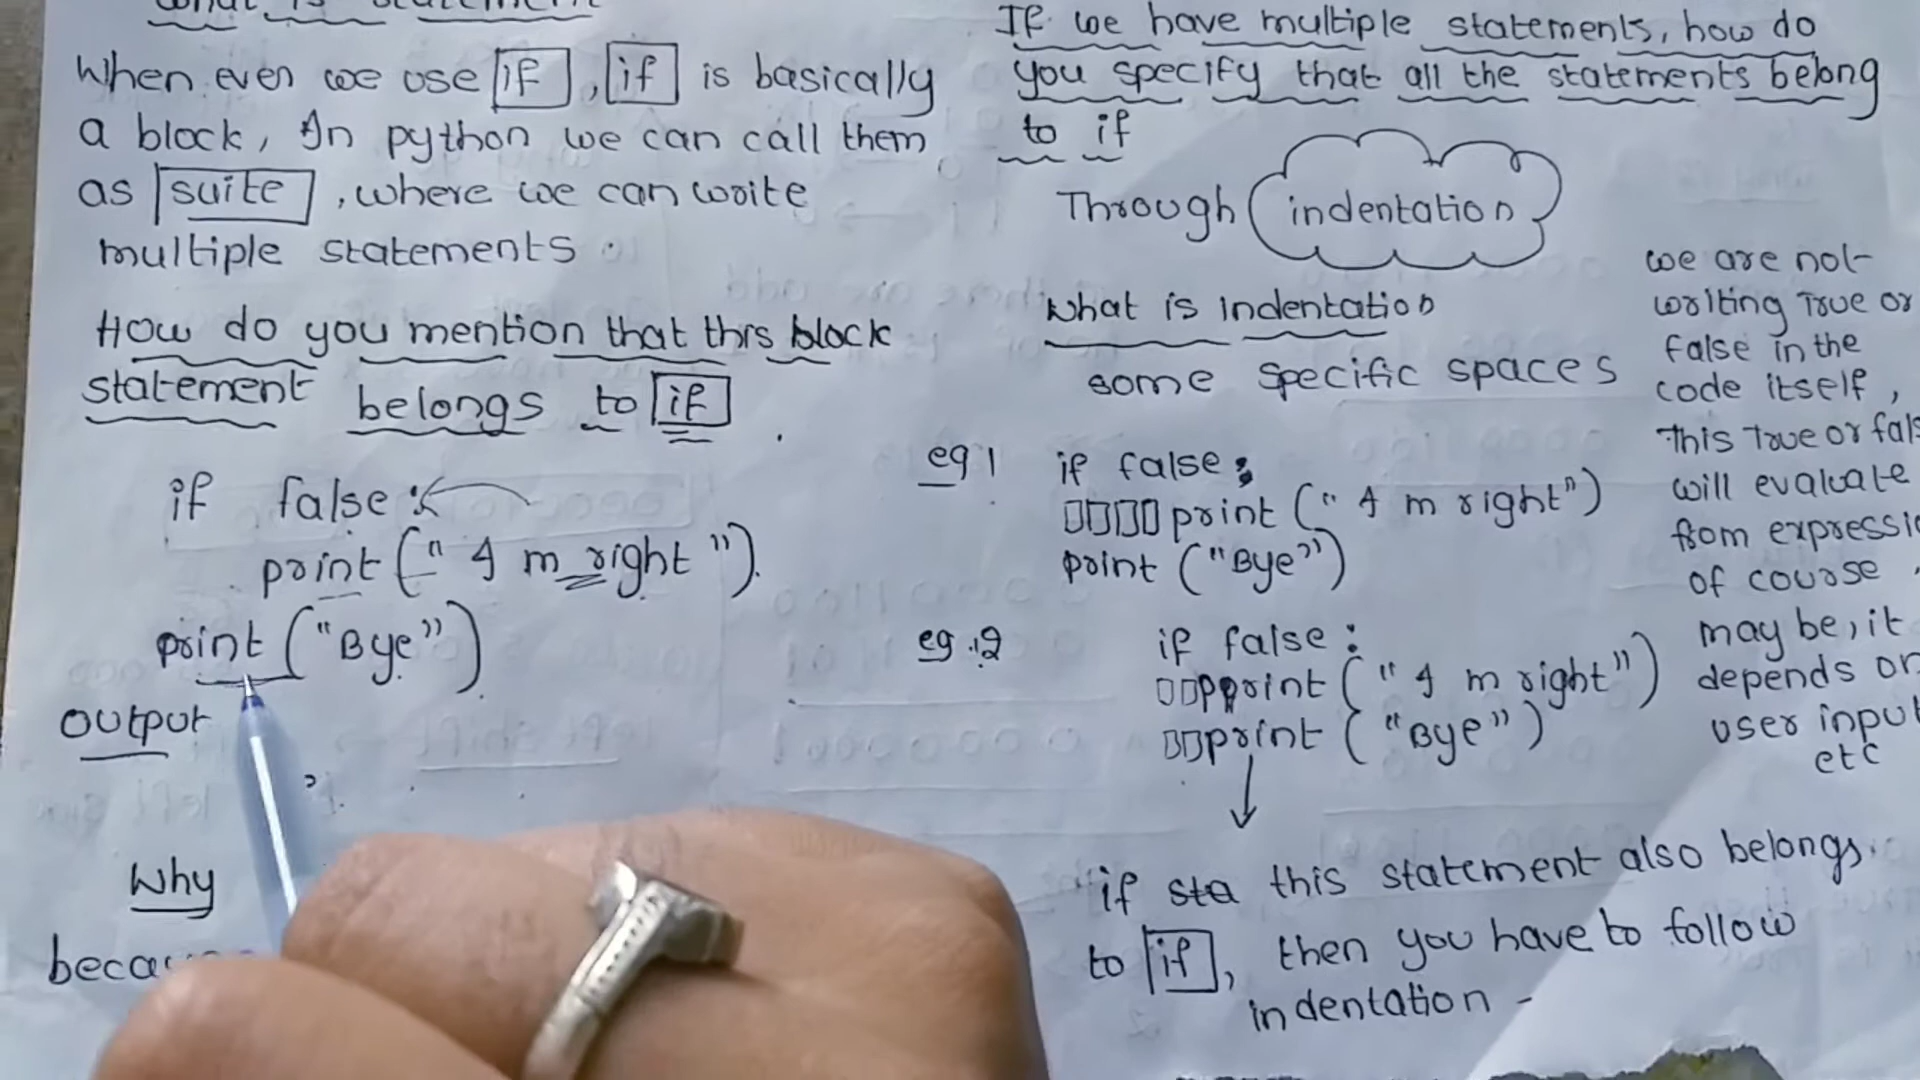 What is statement
When even we use if, if is basically
a block, In python we can call them
as suite, where we can write
multiple statements.
How do you mention that this block
statement belongs to if
if false:
print (" I m right ")
print ("Bye")
output
Why
If we have multiple statements, how do
you specify that all the statements belong
to if
Through indentation
What is indentation
some specific spaces
eg 1 if false:
print (" I m right")
print ("Bye")
eg.2 if false:
print (" I m right")
print ("Bye")
if sta this statement also belongs
to if, then you have to follow
indentation -
we are not
writing True or
false in the
code itself,
This True or fals
will evaluate
from expressio
of course
may be, it
depends on
user input
etc